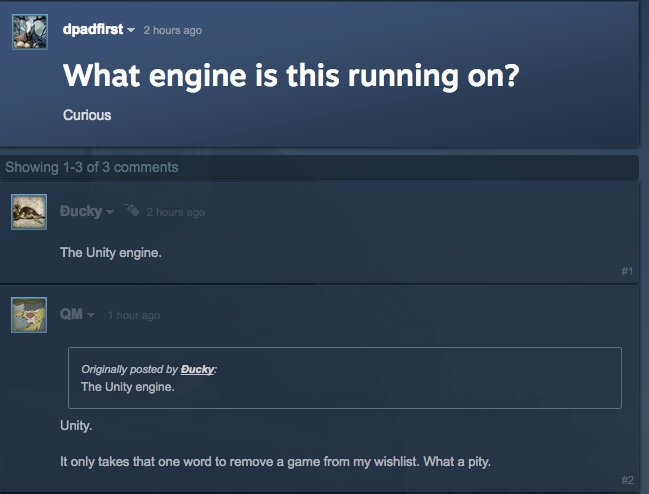 dpadfirst 2 hours ago
What engine is this running on?
Curious
Showing 1-3 of 3 comments
Ðucky 2 hours ago
The Unity engine.
#1
QM 1 hour ago
Originally posted by Ðucky:
The Unity engine.
Unity.
It only takes that one word to remove a game from my wishlist. What a pity.
#2